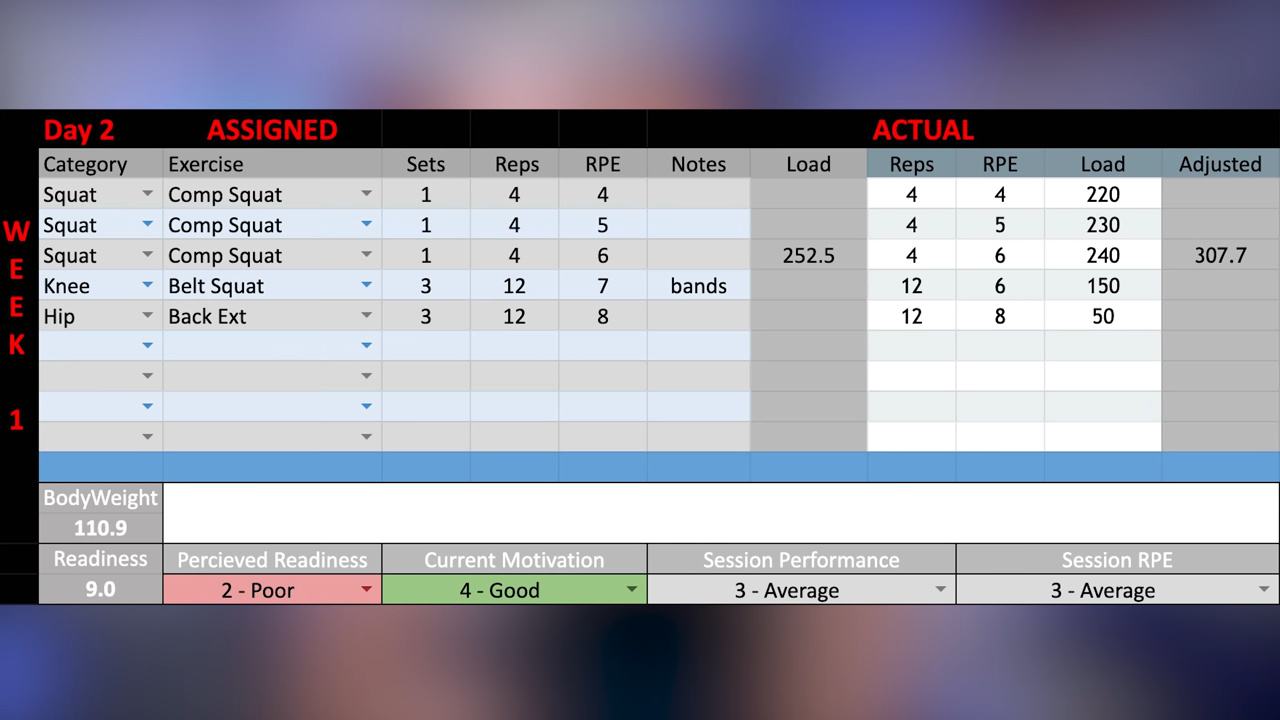 Day 2 ASSIGNED ACTUAL
Category Exercise Sets Reps RPE Notes Load Reps RPE Load Adjusted
Squat Comp Squat 1 4 4 4 4 220
Squat Comp Squat 1 4 5 4 5 230
Squat Comp Squat 1 4 6 252.5 4 6 240 307.7
Knee Belt Squat 3 12 7 bands 12 6 150
Hip Back Ext 3 12 8 12 8 50
WEEK 1
BodyWeight
110.9
Readiness Percieved Readiness Current Motivation Session Performance Session RPE
9.0 2 - Poor 4 - Good 3 - Average 3 - Average